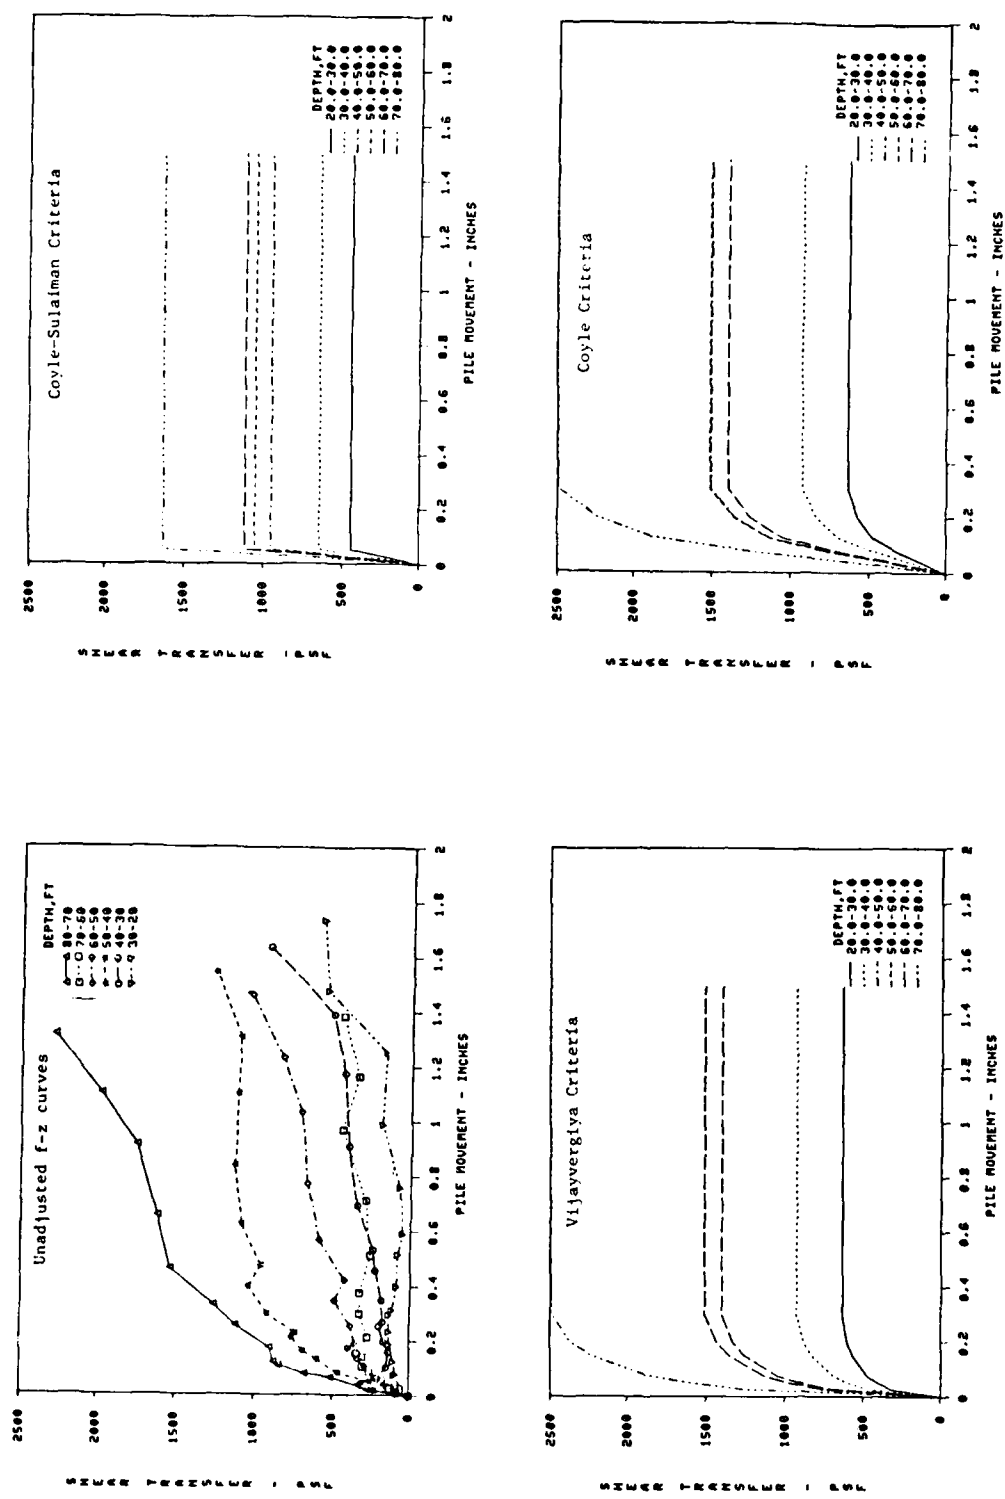 Unadjusted f-z curves
DEPTH,FT
80-70
70-60
60-50
50-40
40-30
30-20
2500
2000
1500
1000
500
0
0 0.2 0.4 0.6 0.8 1 1.2 1.4 1.6 1.8 2
PILE MOVEMENT - INCHES
SHEAR TRANSFER - PSF
Coyle-Sulaiman Criteria
DEPTH,FT
20.0-30.0
30.0-40.0
40.0-50.0
50.0-60.0
60.0-70.0
70.0-80.0
2500
2000
1500
1000
500
0
0 0.2 0.4 0.6 0.8 1 1.2 1.4 1.6 1.8 2
PILE MOVEMENT - INCHES
SHEAR TRANSFER - PSF
Vijayvergiya Criteria
DEPTH,FT
20.0-30.0
30.0-40.0
40.0-50.0
50.0-60.0
60.0-70.0
70.0-80.0
2500
2000
1500
1000
500
0
0 0.2 0.4 0.6 0.8 1 1.2 1.4 1.6 1.8 2
PILE MOVEMENT - INCHES
SHEAR TRANSFER - PSF
Coyle Criteria
DEPTH,FT
20.0-30.0
30.0-40.0
40.0-50.0
50.0-60.0
60.0-70.0
70.0-80.0
2500
2000
1500
1000
500
0
0 0.2 0.4 0.6 0.8 1 1.2 1.4 1.6 1.8 2
PILE MOVEMENT - INCHES
SHEAR TRANSFER - PSF